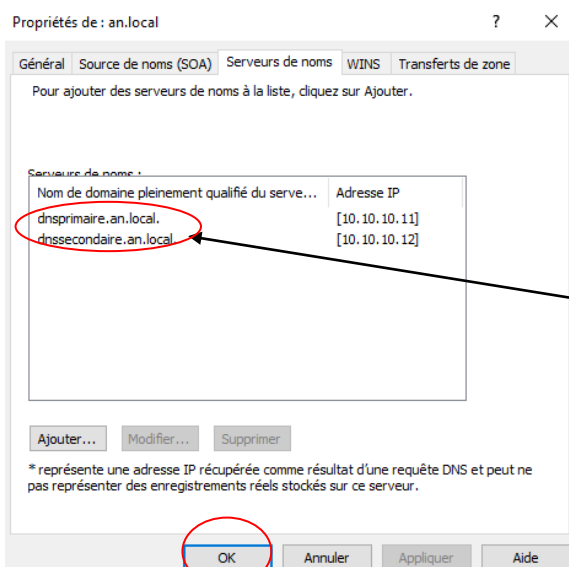 Propriétés de : an.local ? ×
Général Source de noms (SOA) Serveurs de noms WINS Transferts de zone
Pour ajouter des serveurs de noms à la liste, cliquez sur Ajouter.
Serveurs de noms :
Nom de domaine pleinement qualifié du serve... Adresse IP
dnsprimaire.an.local. [10.10.10.11]
dnssecondaire.an.local. [10.10.10.12]
Ajouter... Modifier... Supprimer
* représente une adresse IP récupérée comme résultat d'une requête DNS et peut ne
pas représenter des enregistrements réels stockés sur ce serveur.
OK Annuler Appliquer Aide